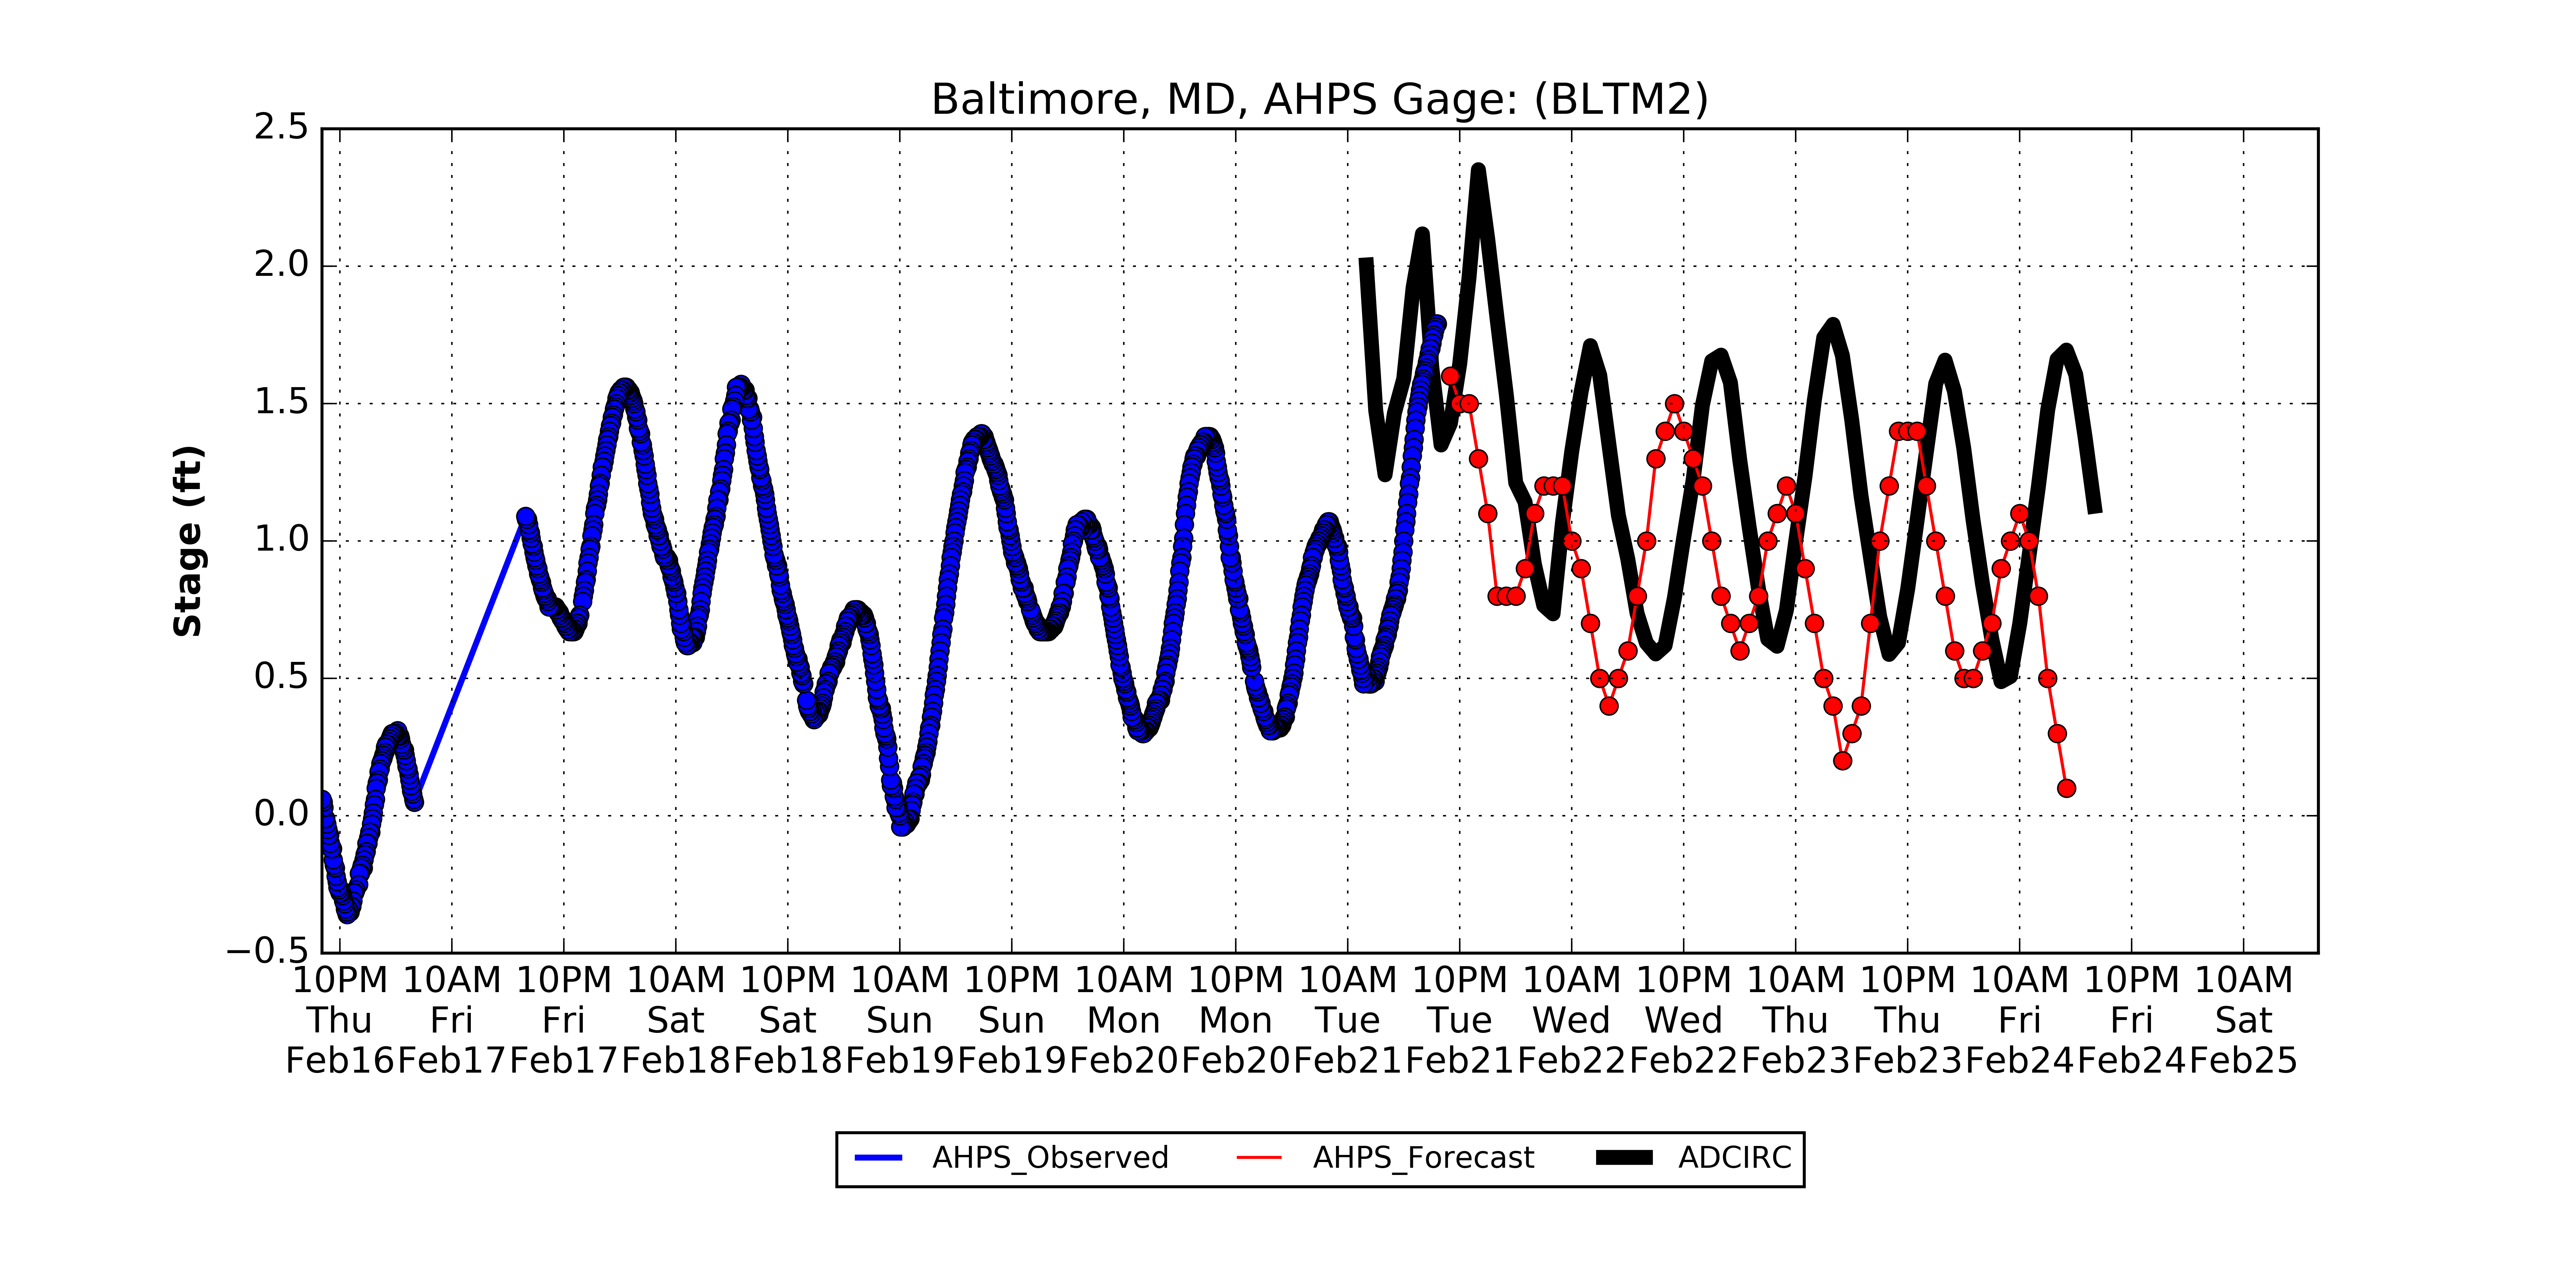 Baltimore, MD, AHPS Gage: (BLTM2)
2.5
2.0
1.5
1.0
0.5
0.0
−0.5
Stage (ft)
10PM 10AM 10PM 10AM 10PM 10AM 10PM 10AM 10PM 10AM 10PM 10AM 10PM 10AM 10PM 10AM 10PM 10AM
Thu Fri Fri Sat Sat Sun Sun Mon Mon Tue Tue Wed Wed Thu Thu Fri Fri Sat
Feb16 Feb17 Feb17 Feb18 Feb18 Feb19 Feb19 Feb20 Feb20 Feb21 Feb21 Feb22 Feb22 Feb23 Feb23 Feb24 Feb24 Feb25
AHPS_Observed AHPS_Forecast ADCIRC